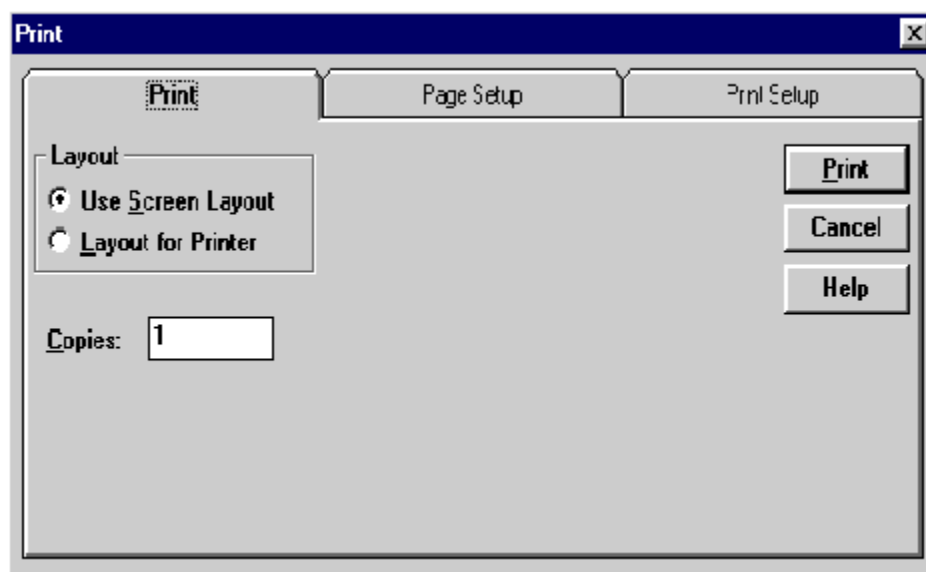 Print
Print Page Setup Print Setup
Layout
Use Screen Layout
Layout for Printer
Copies: 1
Print
Cancel
Help